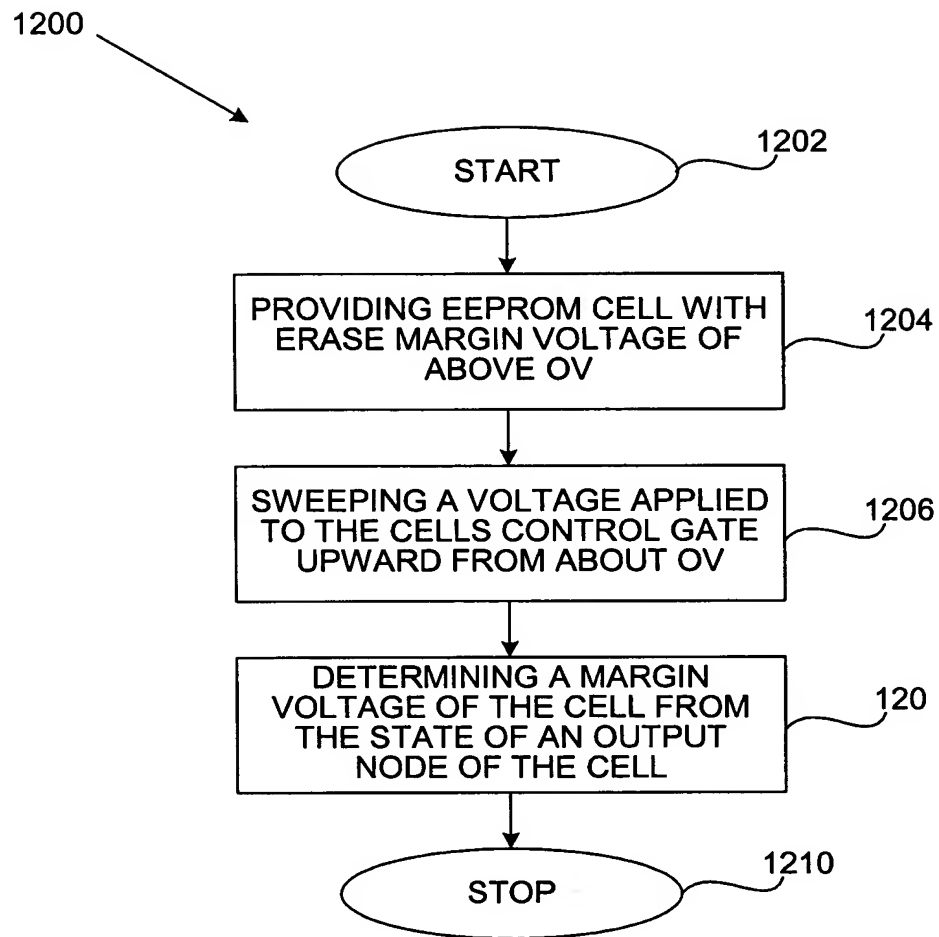 1200
START
1202
PROVIDING EEPROM CELL WITH
ERASE MARGIN VOLTAGE OF
ABOVE OV
1204
SWEEPING A VOLTAGE APPLIED
TO THE CELLS CONTROL GATE
UPWARD FROM ABOUT OV
1206
DETERMINING A MARGIN
VOLTAGE OF THE CELL FROM
THE STATE OF AN OUTPUT
NODE OF THE CELL
120
STOP
1210